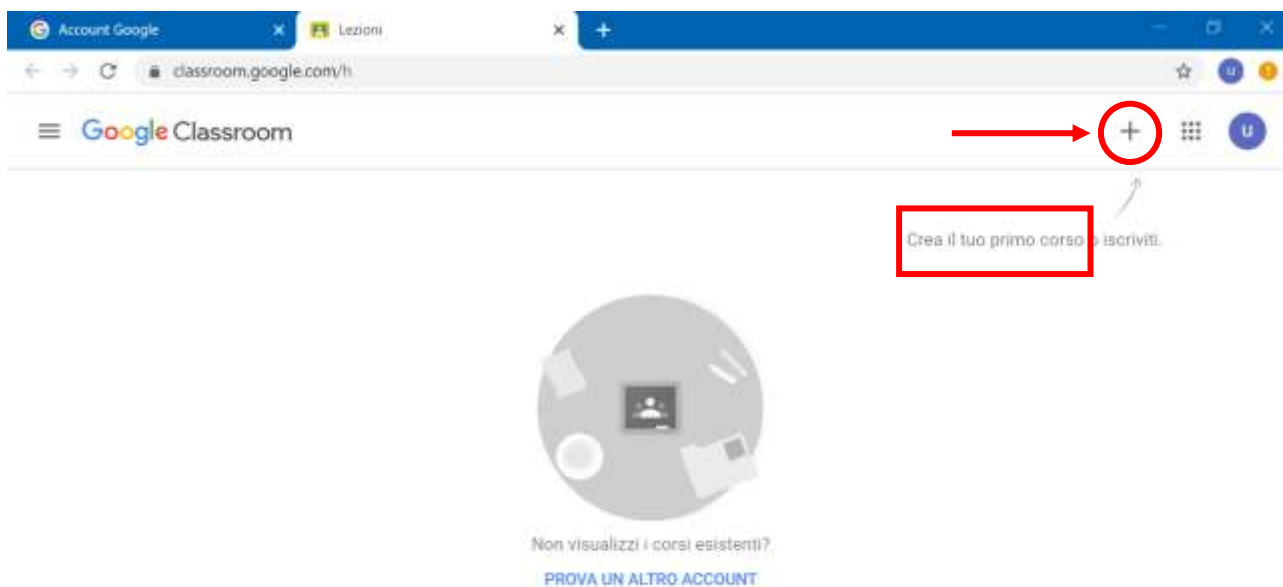 Account Google
Lezioni
classroom.google.com/h
Google Classroom
u
Crea il tuo primo corso o iscriviti.
Non visualizzi i corsi esistenti?
PROVA UN ALTRO ACCOUNT